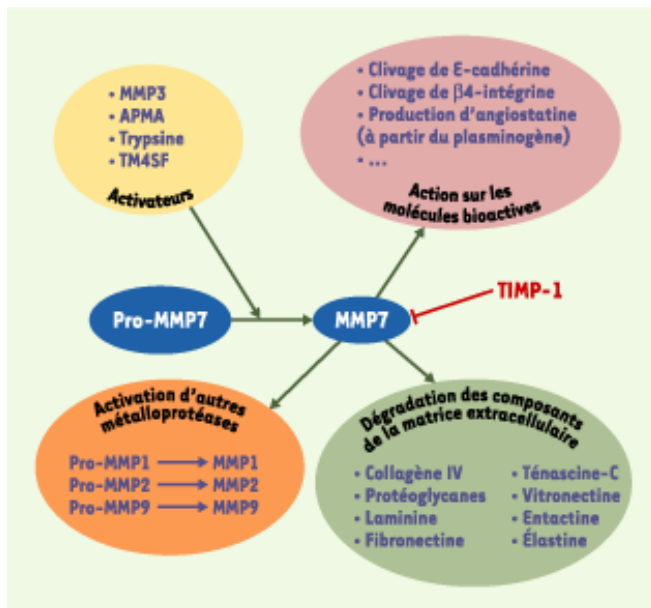 • MMP3
• APMA
• Trypsine
• TM4SF
Activateurs
• Clivage de E-cadhérine
• Clivage de β4-intégrine
• Production d'angiostatine
(à partir du plasminogène)
• ...
Action sur les
molécules bioactives
TIMP-1
Pro-MMP7
MMP7
Activation d'autres
métalloprotéases
Pro-MMP1 → MMP1
Pro-MMP2 → MMP2
Pro-MMP9 → MMP9
Dégradation des composants
de la matrice extracellulaire
• Collagène IV
• Protéoglycanes
• Laminine
• Fibronectine
• Ténascine-C
• Vitronectine
• Entactine
• Élastine